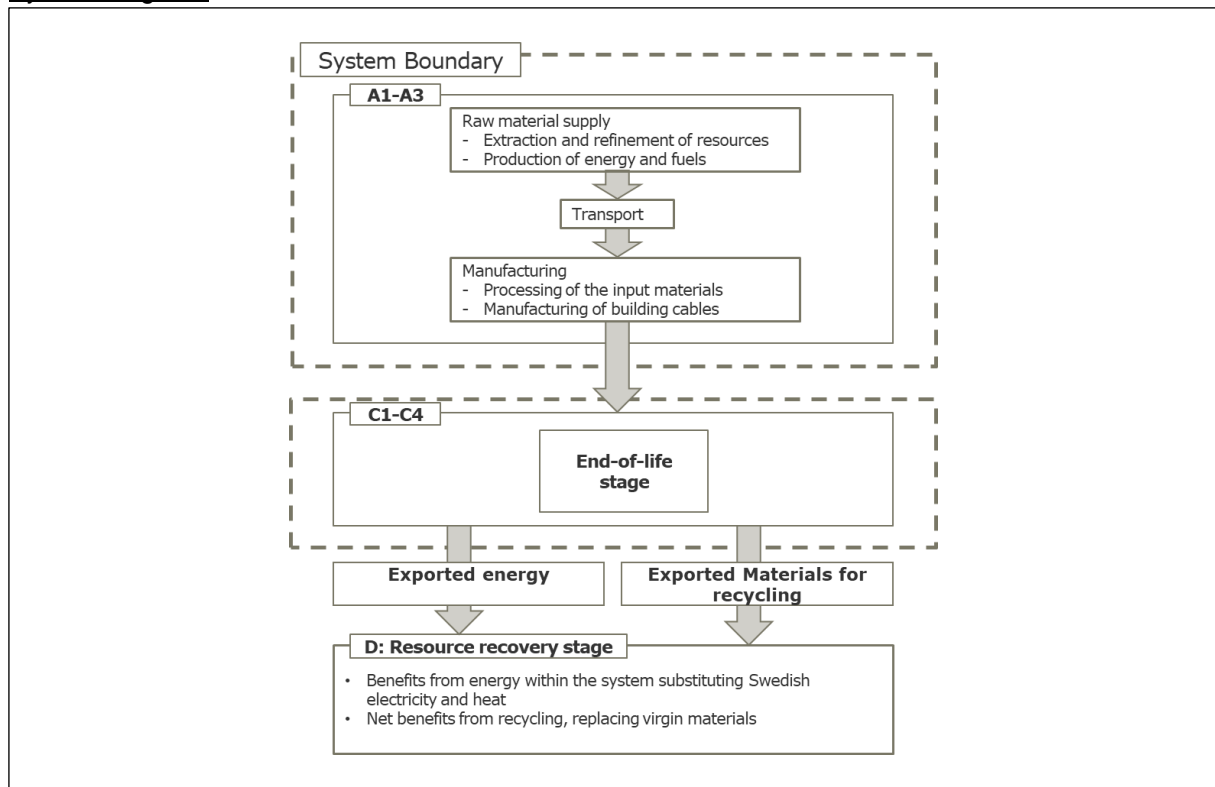 System Boundary
A1-A3
Raw material supply
- Extraction and refinement of resources
- Production of energy and fuels
Transport
Manufacturing
- Processing of the input materials
- Manufacturing of building cables
C1-C4
End-of-life
stage
Exported energy
Exported Materials for
recycling
D: Resource recovery stage
• Benefits from energy within the system substituting Swedish
electricity and heat
• Net benefits from recycling, replacing virgin materials